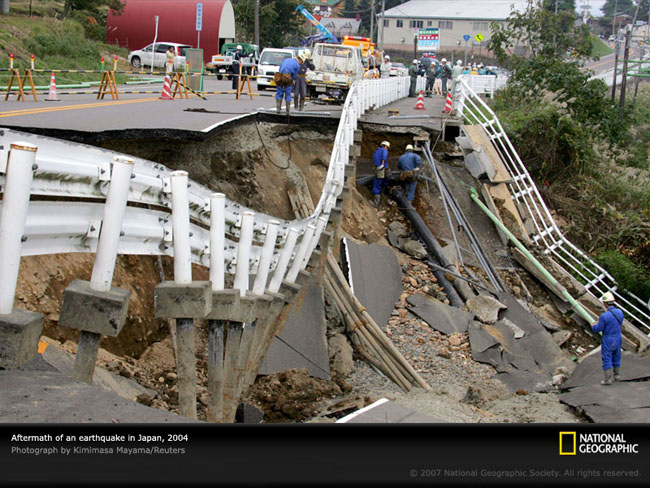 Aftermath of an earthquake in Japan, 2004
Photograph by Kimimasa Mayama/Reuters
NATIONAL
GEOGRAPHIC
© 2007 National Geographic Society. All rights reserved.